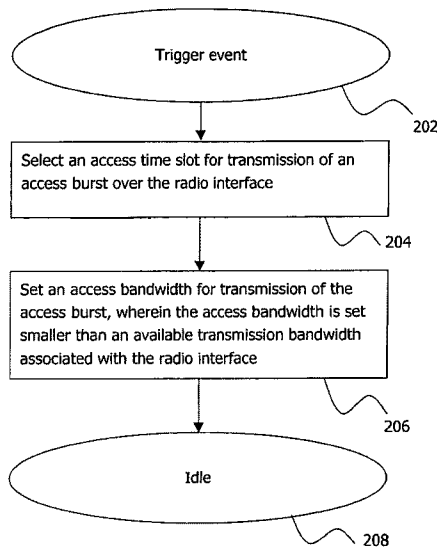 Trigger event
202
Select an access time slot for transmission of an
access burst over the radio interface
204
Set an access bandwidth for transmission of the
access burst, wherein the access bandwidth is set
smaller than an available transmission bandwidth
associated with the radio interface
206
Idle
208